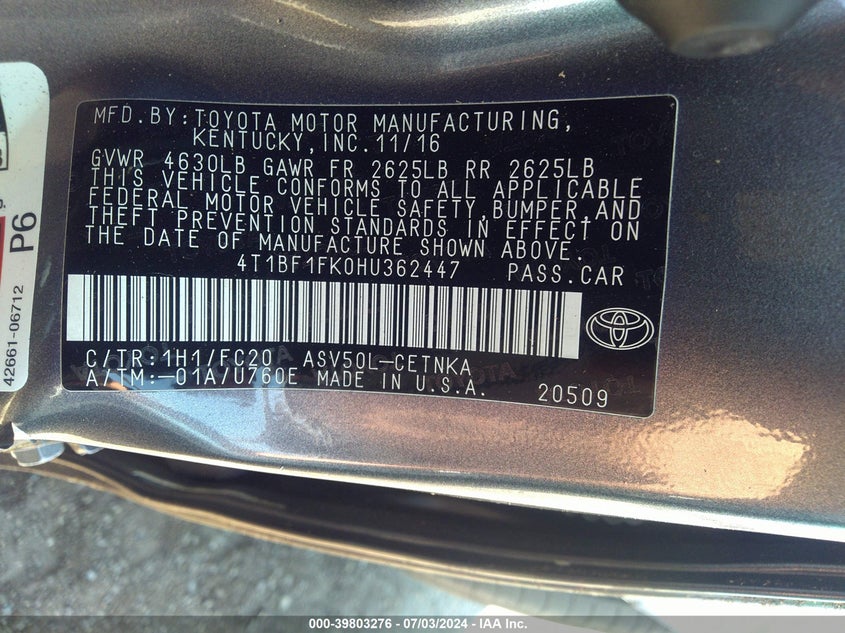 MFD. BY: TOYOTA MOTOR MANUFACTURING,
KENTUCKY, INC. 11/16
GVWR 4630LB GAWR FR 2625LB RR 2625LB
THIS VEHICLE CONFORMS TO ALL APPLICABLE
FEDERAL MOTOR VEHICLE SAFETY, BUMPER, AND
THEFT PREVENTION STANDARDS IN EFFECT ON
THE DATE OF MANUFACTURE SHOWN ABOVE.
4T1BF1FK0HU362447 PASS.CAR
C/TR: 1H1/FC20 ASV50L-CETNKA
A/TM: -01A/U760E MADE IN U.S.A. 20509
P6
42661-06712
000-39803276 / 07/03/2024 / IAA Inc.